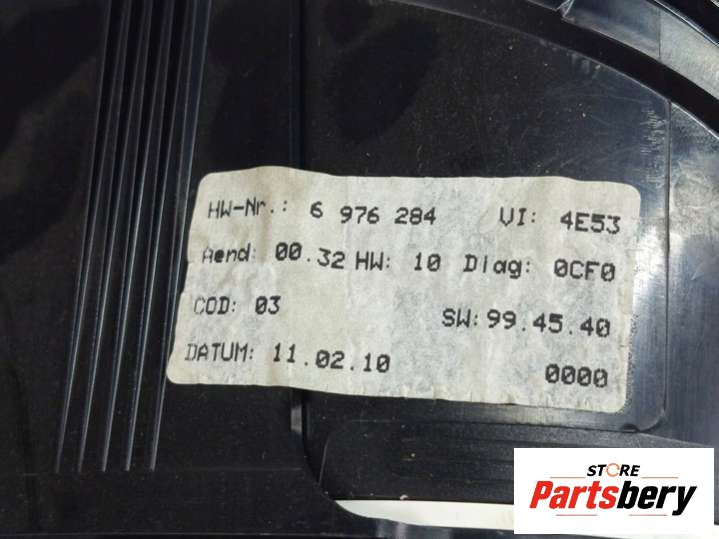 HW-Nr.: 6 976 284 VI: 4E53
Aend: 00.32 HW: 10 Diag: 0CF0
COD: 03 SW: 99.45.40
DATUM: 11.02.10 0000
STORE
Partsbery